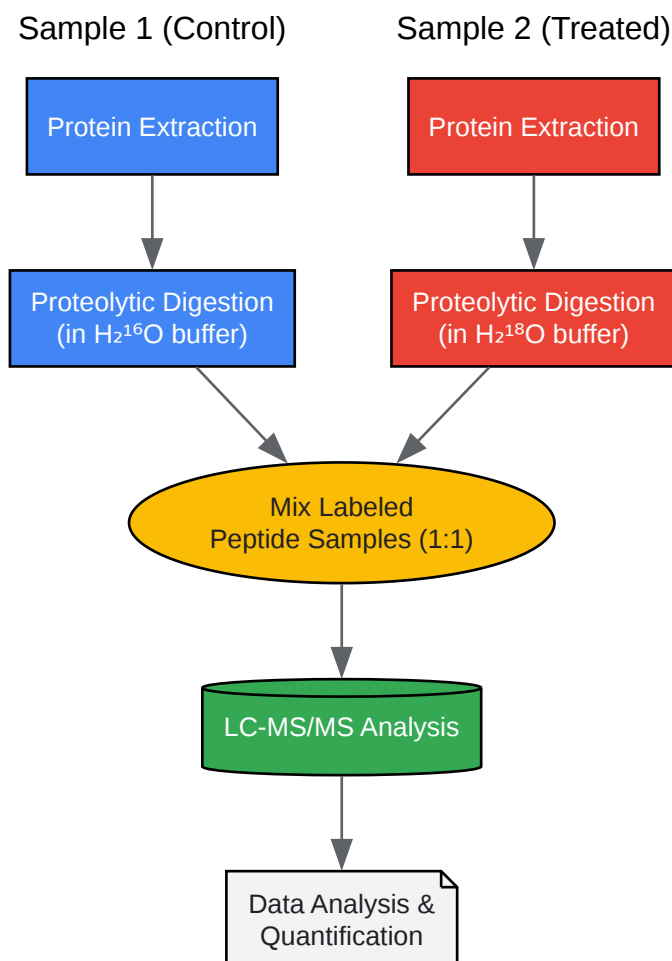 Sample 1 (Control)
Sample 2 (Treated)
Protein Extraction
Protein Extraction
Proteolytic Digestion
(in H₂¹⁶O buffer)
Proteolytic Digestion
(in H₂¹⁸O buffer)
Mix Labeled
Peptide Samples (1:1)
LC-MS/MS Analysis
Data Analysis &
Quantification